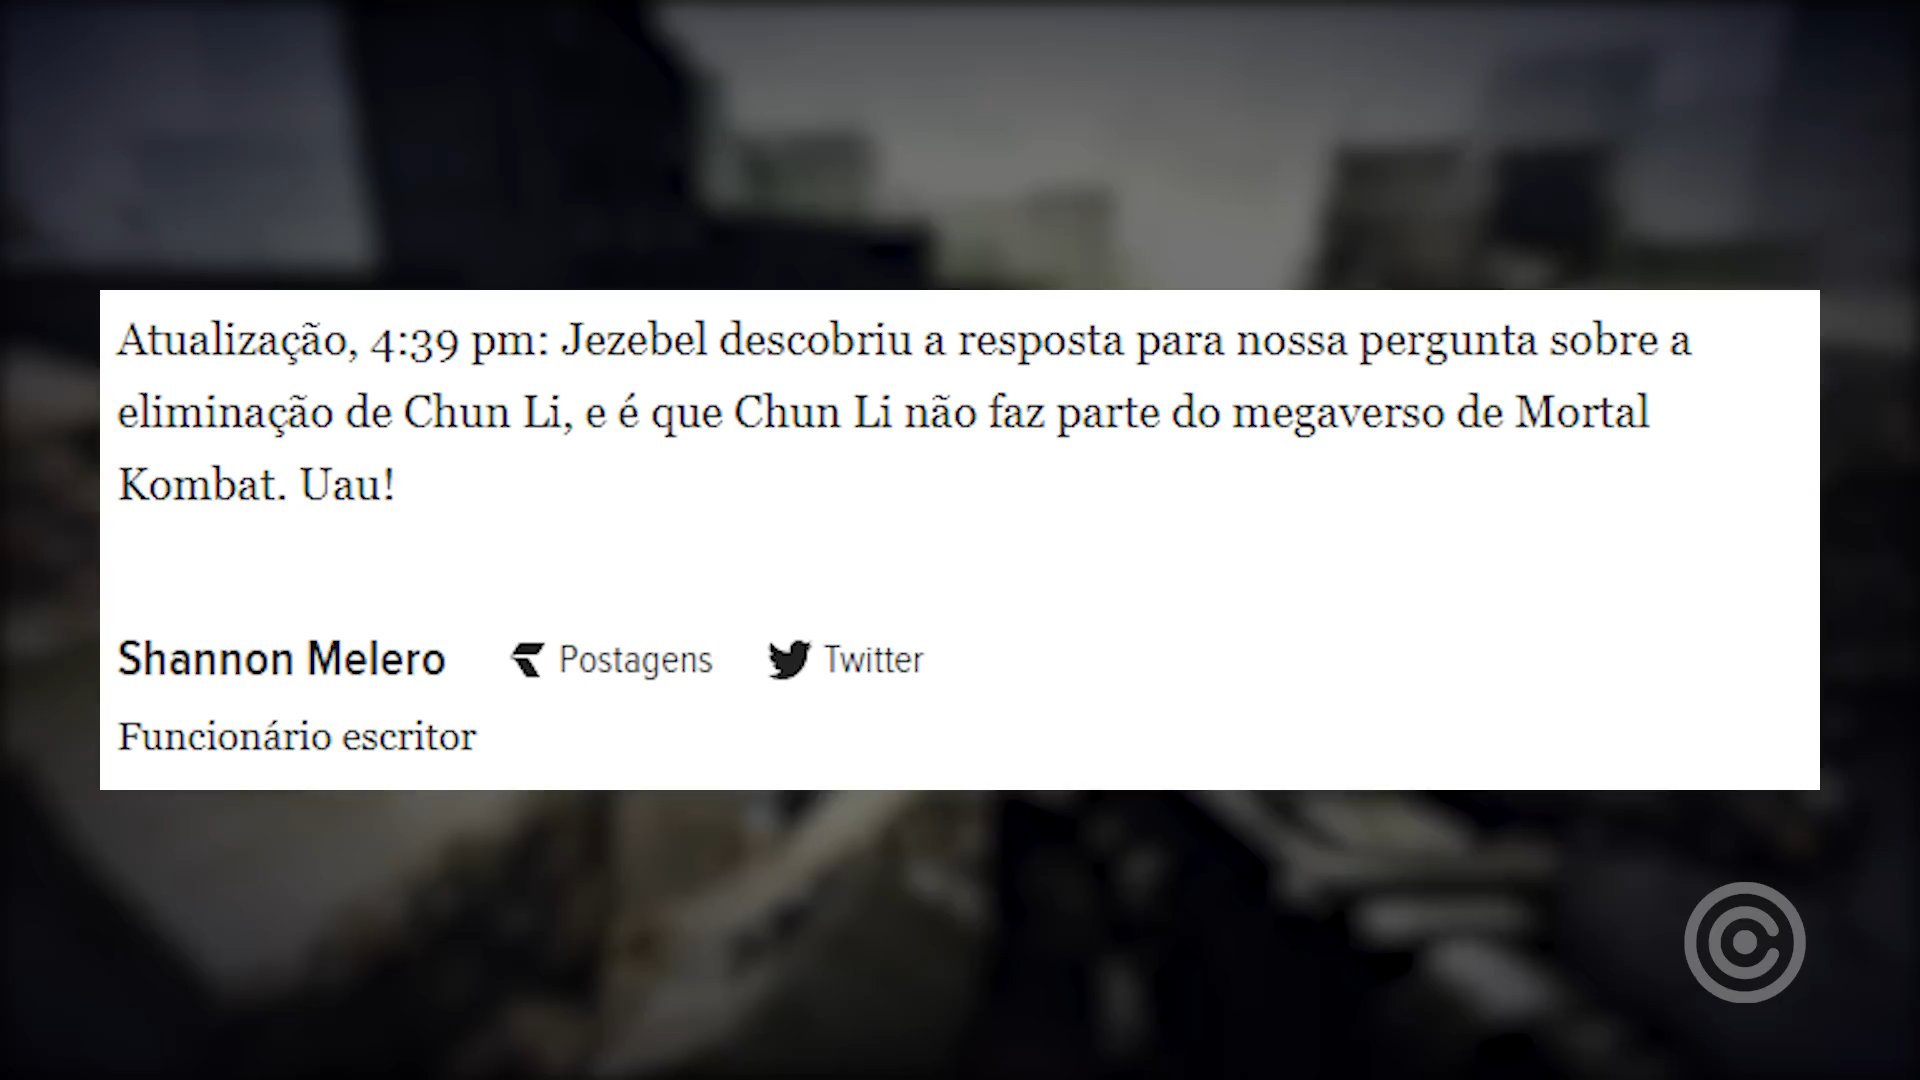 Atualização, 4:39 pm: Jezebel descobriu a resposta para nossa pergunta sobre a
eliminação de Chun Li, e é que Chun Li não faz parte do megaverso de Mortal
Kombat. Uau!
Shannon Melero Postagens Twitter
Funcionário escritor